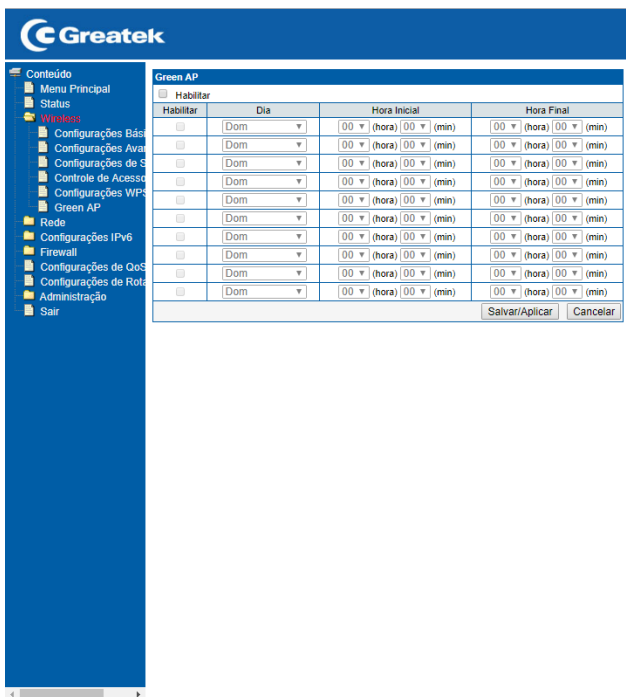 Greatek
Conteúdo
Menu Principal
Status
Wireless
Configurações Bási
Configurações Avan
Configurações de S
Controle de Acesso
Configurações WPS
Green AP
Rede
Configurações IPv6
Firewall
Configurações de QoS
Configurações de Rota
Administração
Sair
Green AP
Habilitar
Habilitar Dia Hora Inicial Hora Final
Dom 00 (hora) 00 (min) 00 (hora) 00 (min)
Dom 00 (hora) 00 (min) 00 (hora) 00 (min)
Dom 00 (hora) 00 (min) 00 (hora) 00 (min)
Dom 00 (hora) 00 (min) 00 (hora) 00 (min)
Dom 00 (hora) 00 (min) 00 (hora) 00 (min)
Dom 00 (hora) 00 (min) 00 (hora) 00 (min)
Dom 00 (hora) 00 (min) 00 (hora) 00 (min)
Dom 00 (hora) 00 (min) 00 (hora) 00 (min)
Dom 00 (hora) 00 (min) 00 (hora) 00 (min)
Dom 00 (hora) 00 (min) 00 (hora) 00 (min)
Salvar/Aplicar Cancelar